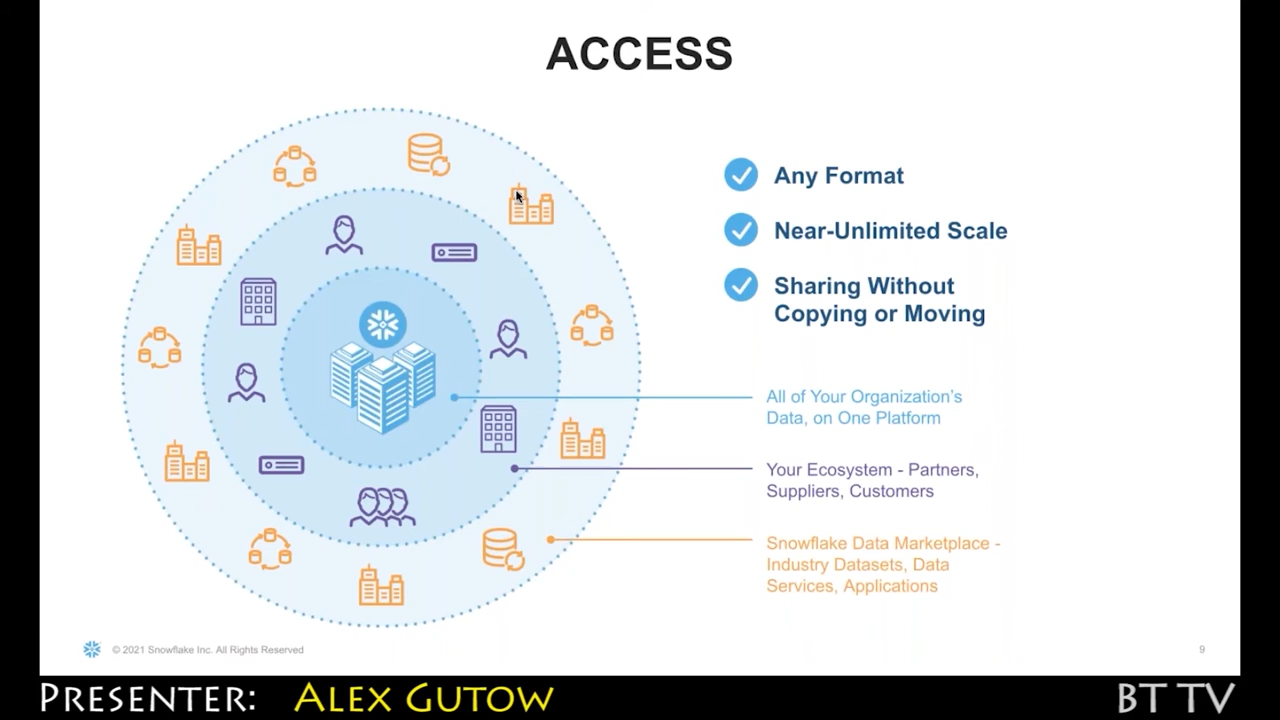 ACCESS
Any Format
Near-Unlimited Scale
Sharing Without
Copying or Moving
All of Your Organization's
Data, on One Platform
Your Ecosystem - Partners,
Suppliers, Customers
Snowflake Data Marketplace -
Industry Datasets, Data
Services, Applications
© 2021 Snowflake Inc. All Rights Reserved
9
PRESENTER: ALEX GUTOW
BT TV